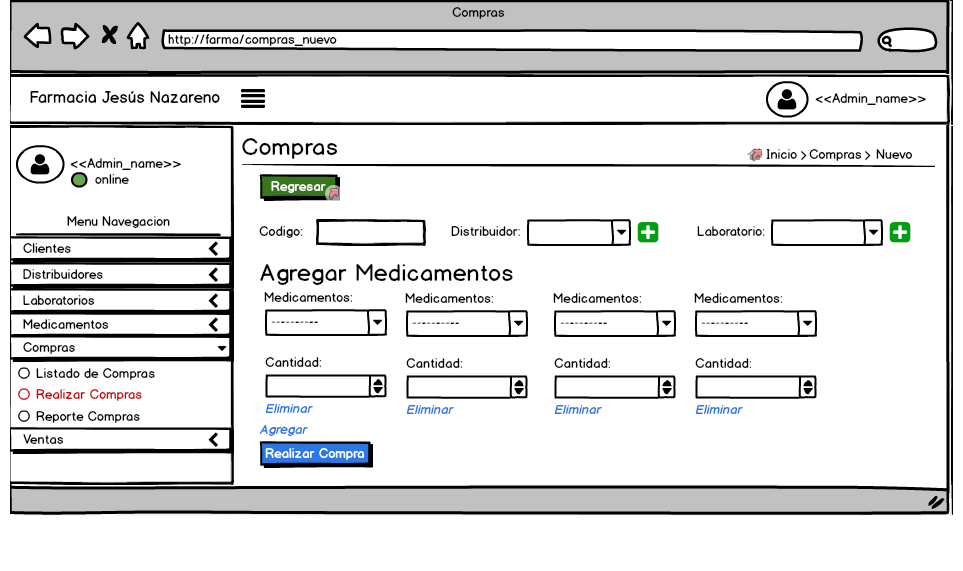 Compras
http://farma/compras_nuevo
Farmacia Jesús Nazareno
<<Admin_name>>
<<Admin_name>>
online
Menu Navegacion
Clientes
Distribuidores
Laboratorios
Medicamentos
Compras
Listado de Compras
Realizar Compras
Reporte Compras
Ventas
Compras
Inicio > Compras > Nuevo
Regresar
Codigo: Distribuidor: Laboratorio:
Agregar Medicamentos
Medicamentos: Medicamentos: Medicamentos: Medicamentos:
---------- ---------- ---------- ----------
Cantidad: Cantidad: Cantidad: Cantidad:
Eliminar Eliminar Eliminar Eliminar
Agregar
Realizar Compra